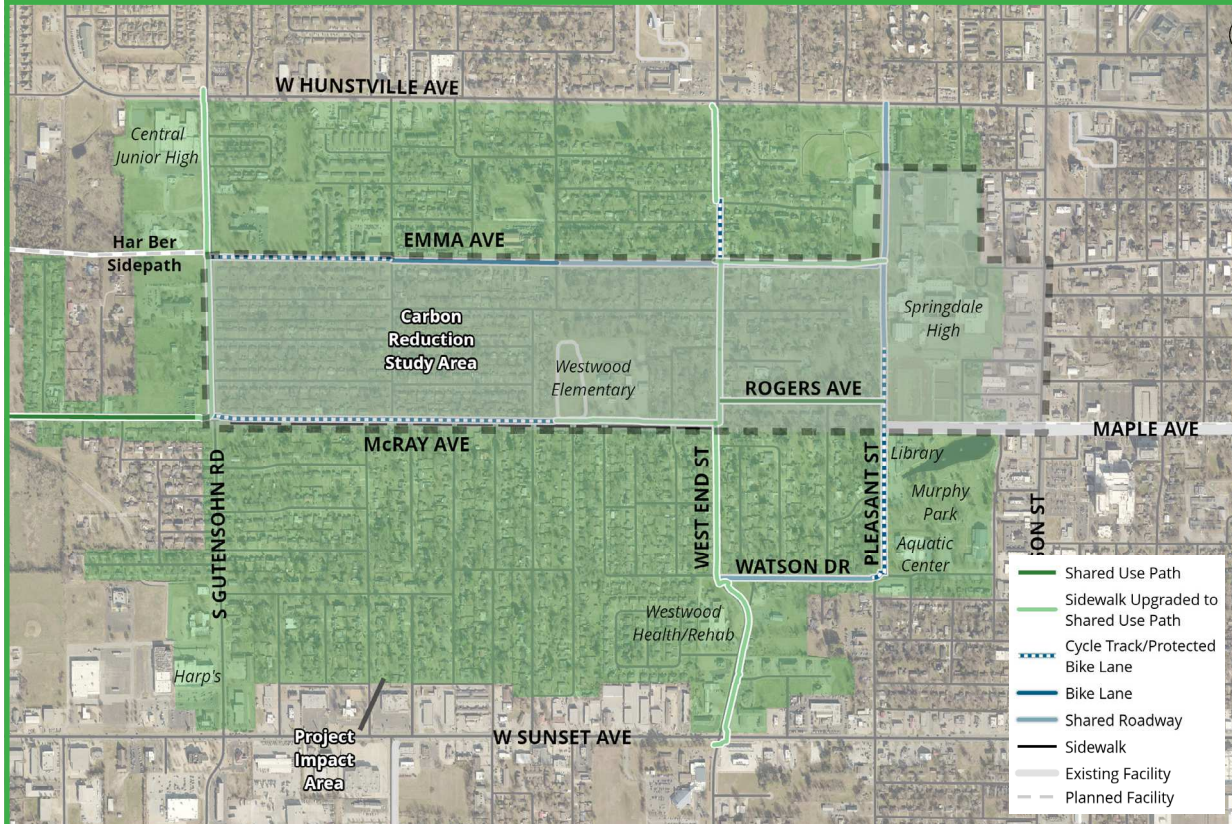 W HUNSTVILLE AVE
Central
Junior High
Har Ber
Sidepath
EMMA AVE
Carbon
Reduction
Study Area
Westwood
Elementary
Springdale
High
ROGERS AVE
McRAY AVE
MAPLE AVE
S GUTENSOHN RD
WEST END ST
PLEASANT ST
Library
Murphy
Park
Aquatic
Center
SON ST
WATSON DR
Westwood
Health/Rehab
Harp's
Project
Impact
Area
W SUNSET AVE
Shared Use Path
Sidewalk Upgraded to
Shared Use Path
Cycle Track/Protected
Bike Lane
Bike Lane
Shared Roadway
Sidewalk
Existing Facility
Planned Facility